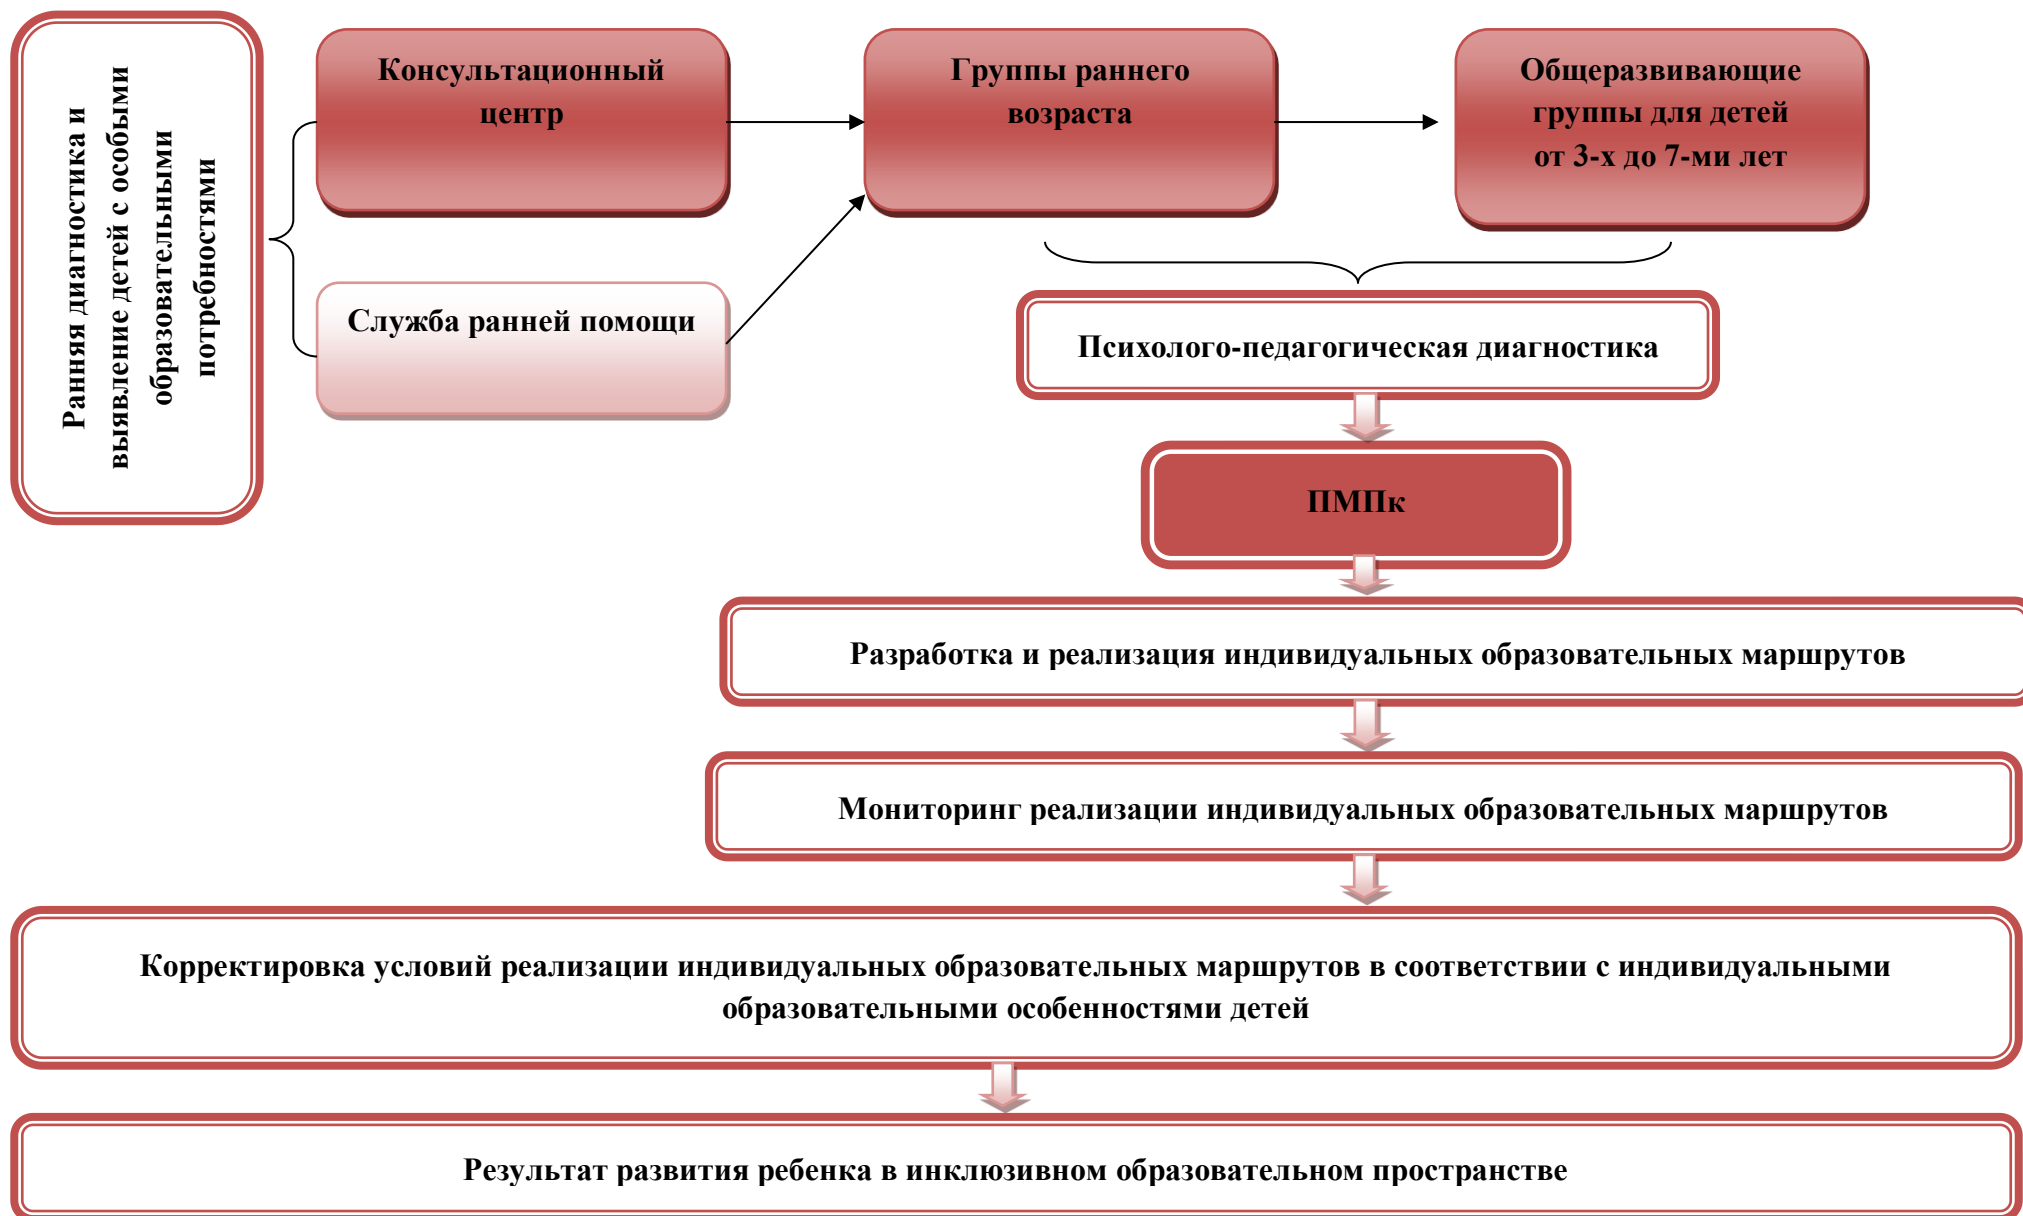 Ранняя диагностика и
выявление детей с особыми
образовательными
потребностями
Консультационный
центр
Группы раннего
возраста
Общеразвивающие
группы для детей
от 3-х до 7-ми лет
Служба ранней помощи
Психолого-педагогическая диагностика
ПМПк
Разработка и реализация индивидуальных образовательных маршрутов
Мониторинг реализации индивидуальных образовательных маршрутов
Корректировка условий реализации индивидуальных образовательных маршрутов в соответствии с индивидуальными
образовательными особенностями детей
Результат развития ребенка в инклюзивном образовательном пространстве